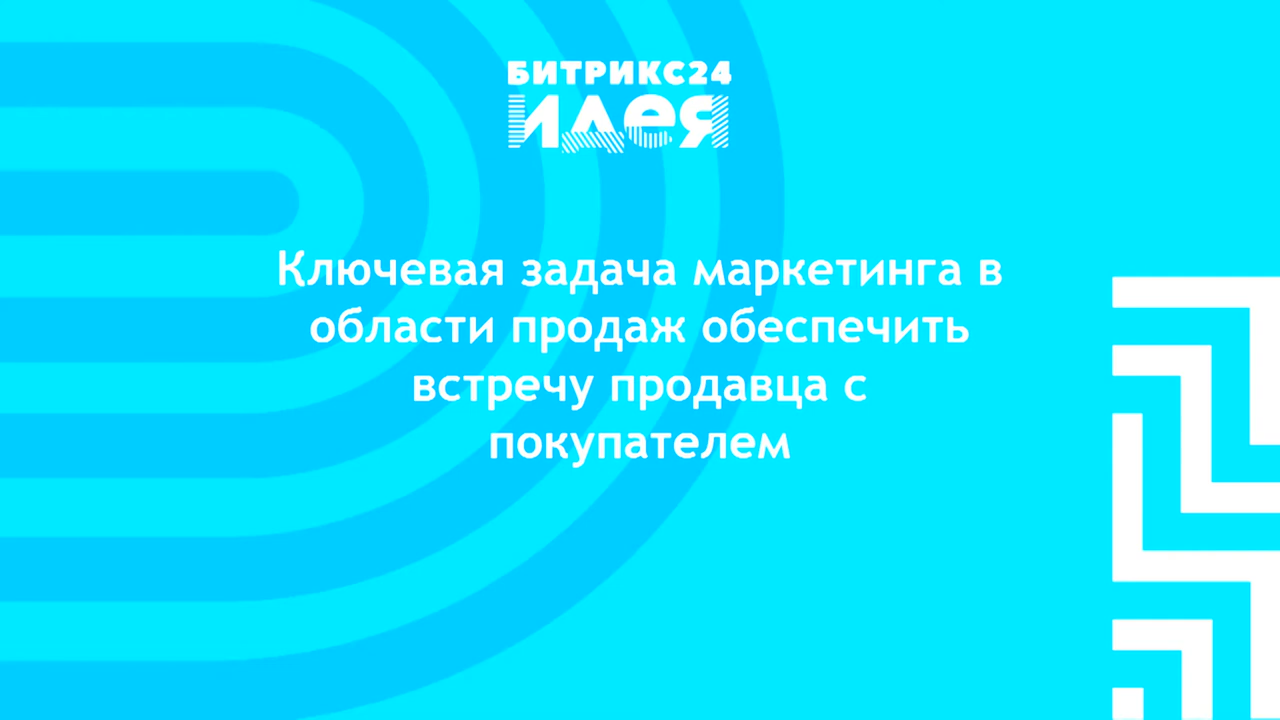 БИТРИКС24
идея
Ключевая задача маркетинга в
области продаж обеспечить
встречу продавца с
покупателем